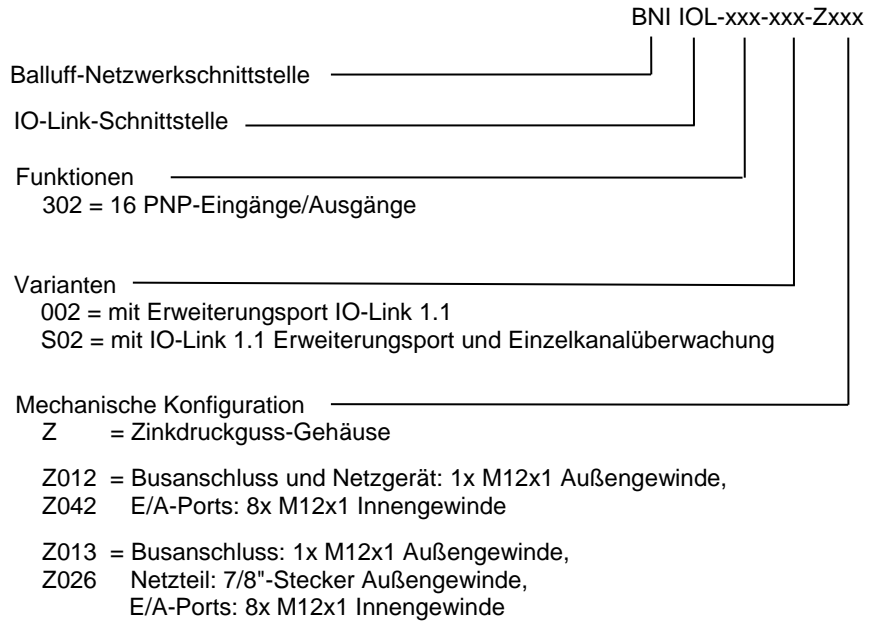 BNI IOL-xxx-xxx-Zxxx
Balluff-Netzwerkschnittstelle
IO-Link-Schnittstelle
Funktionen
302 = 16 PNP-Eingänge/Ausgänge
Varianten
002 = mit Erweiterungsport IO-Link 1.1
S02 = mit IO-Link 1.1 Erweiterungsport und Einzelkanalüberwachung
Mechanische Konfiguration
Z = Zinkdruckguss-Gehäuse
Z012 = Busanschluss und Netzgerät: 1x M12x1 Außengewinde,
Z042 E/A-Ports: 8x M12x1 Innengewinde
Z013 = Busanschluss: 1x M12x1 Außengewinde,
Z026 Netzteil: 7/8"-Stecker Außengewinde,
E/A-Ports: 8x M12x1 Innengewinde